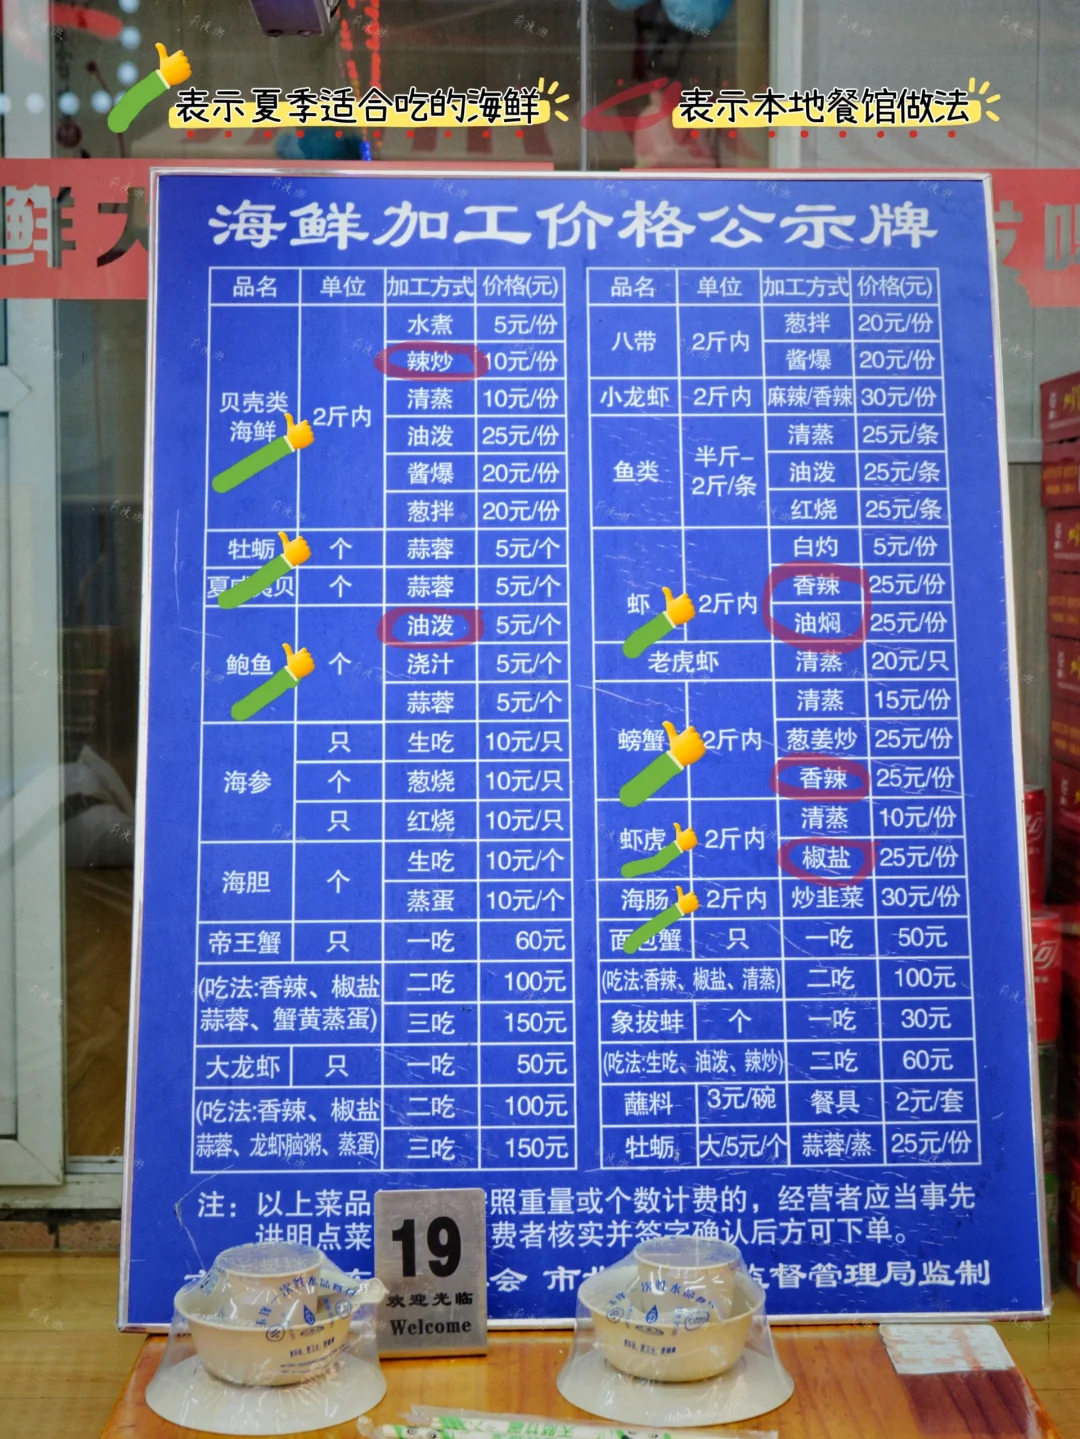 表示夏季适合吃的海鲜
表示本地餐馆做法
海鲜加工价格公示牌
品名 单位 加工方式 价格(元)
贝壳类海鲜 2斤内 水煮 5元/份
辣炒 10元/份
清蒸 10元/份
油泼 25元/份
酱爆 20元/份
葱拌 20元/份
牡蛎 个 蒜蓉 5元/个
夏威夷贝 个 蒜蓉 5元/个
鲍鱼 个 油泼 5元/个
浇汁 5元/个
蒜蓉 5元/个
海参 只 生吃 10元/只
个 葱烧 10元/只
只 红烧 10元/只
海胆 个 生吃 10元/个
蒸蛋 10元/个
帝王蟹 只 一吃 60元
(吃法:香辣、椒盐 二吃 100元
蒜蓉、蟹黄蒸蛋) 三吃 150元
大龙虾 只 一吃 50元
(吃法:香辣、椒盐 二吃 100元
蒜蓉、龙虾脑粥、蒸蛋) 三吃 150元
品名 单位 加工方式 价格(元)
八带 2斤内 葱拌 20元/份
酱爆 20元/份
小龙虾 2斤内 麻辣/香辣 30元/份
鱼类 半斤-2斤/条 清蒸 25元/条
油泼 25元/条
红烧 25元/条
虾 2斤内 白灼 5元/份
香辣 25元/份
油焖 25元/份
老虎虾 清蒸 20元/只
螃蟹 2斤内 清蒸 15元/份
葱姜炒 25元/份
香辣 25元/份
虾虎 2斤内 清蒸 10元/份
椒盐 25元/份
海肠 2斤内 炒韭菜 30元/份
面包蟹 只 一吃 50元
(吃法:香辣、椒盐、清蒸) 二吃 100元
象拔蚌 个 一吃 30元
(吃法:生吃、油泼、辣炒) 二吃 60元
蘸料 3元/碗 餐具 2元/套
牡蛎 大/5元/个 蒜蓉/蒸 25元/份
注：以上菜品 照重量或个数计费的，经营者应当事先
讲明点菜 费者核实并签字确认后方可下单。
会 市 监督管理局监制
19
欢迎光临
Welcome